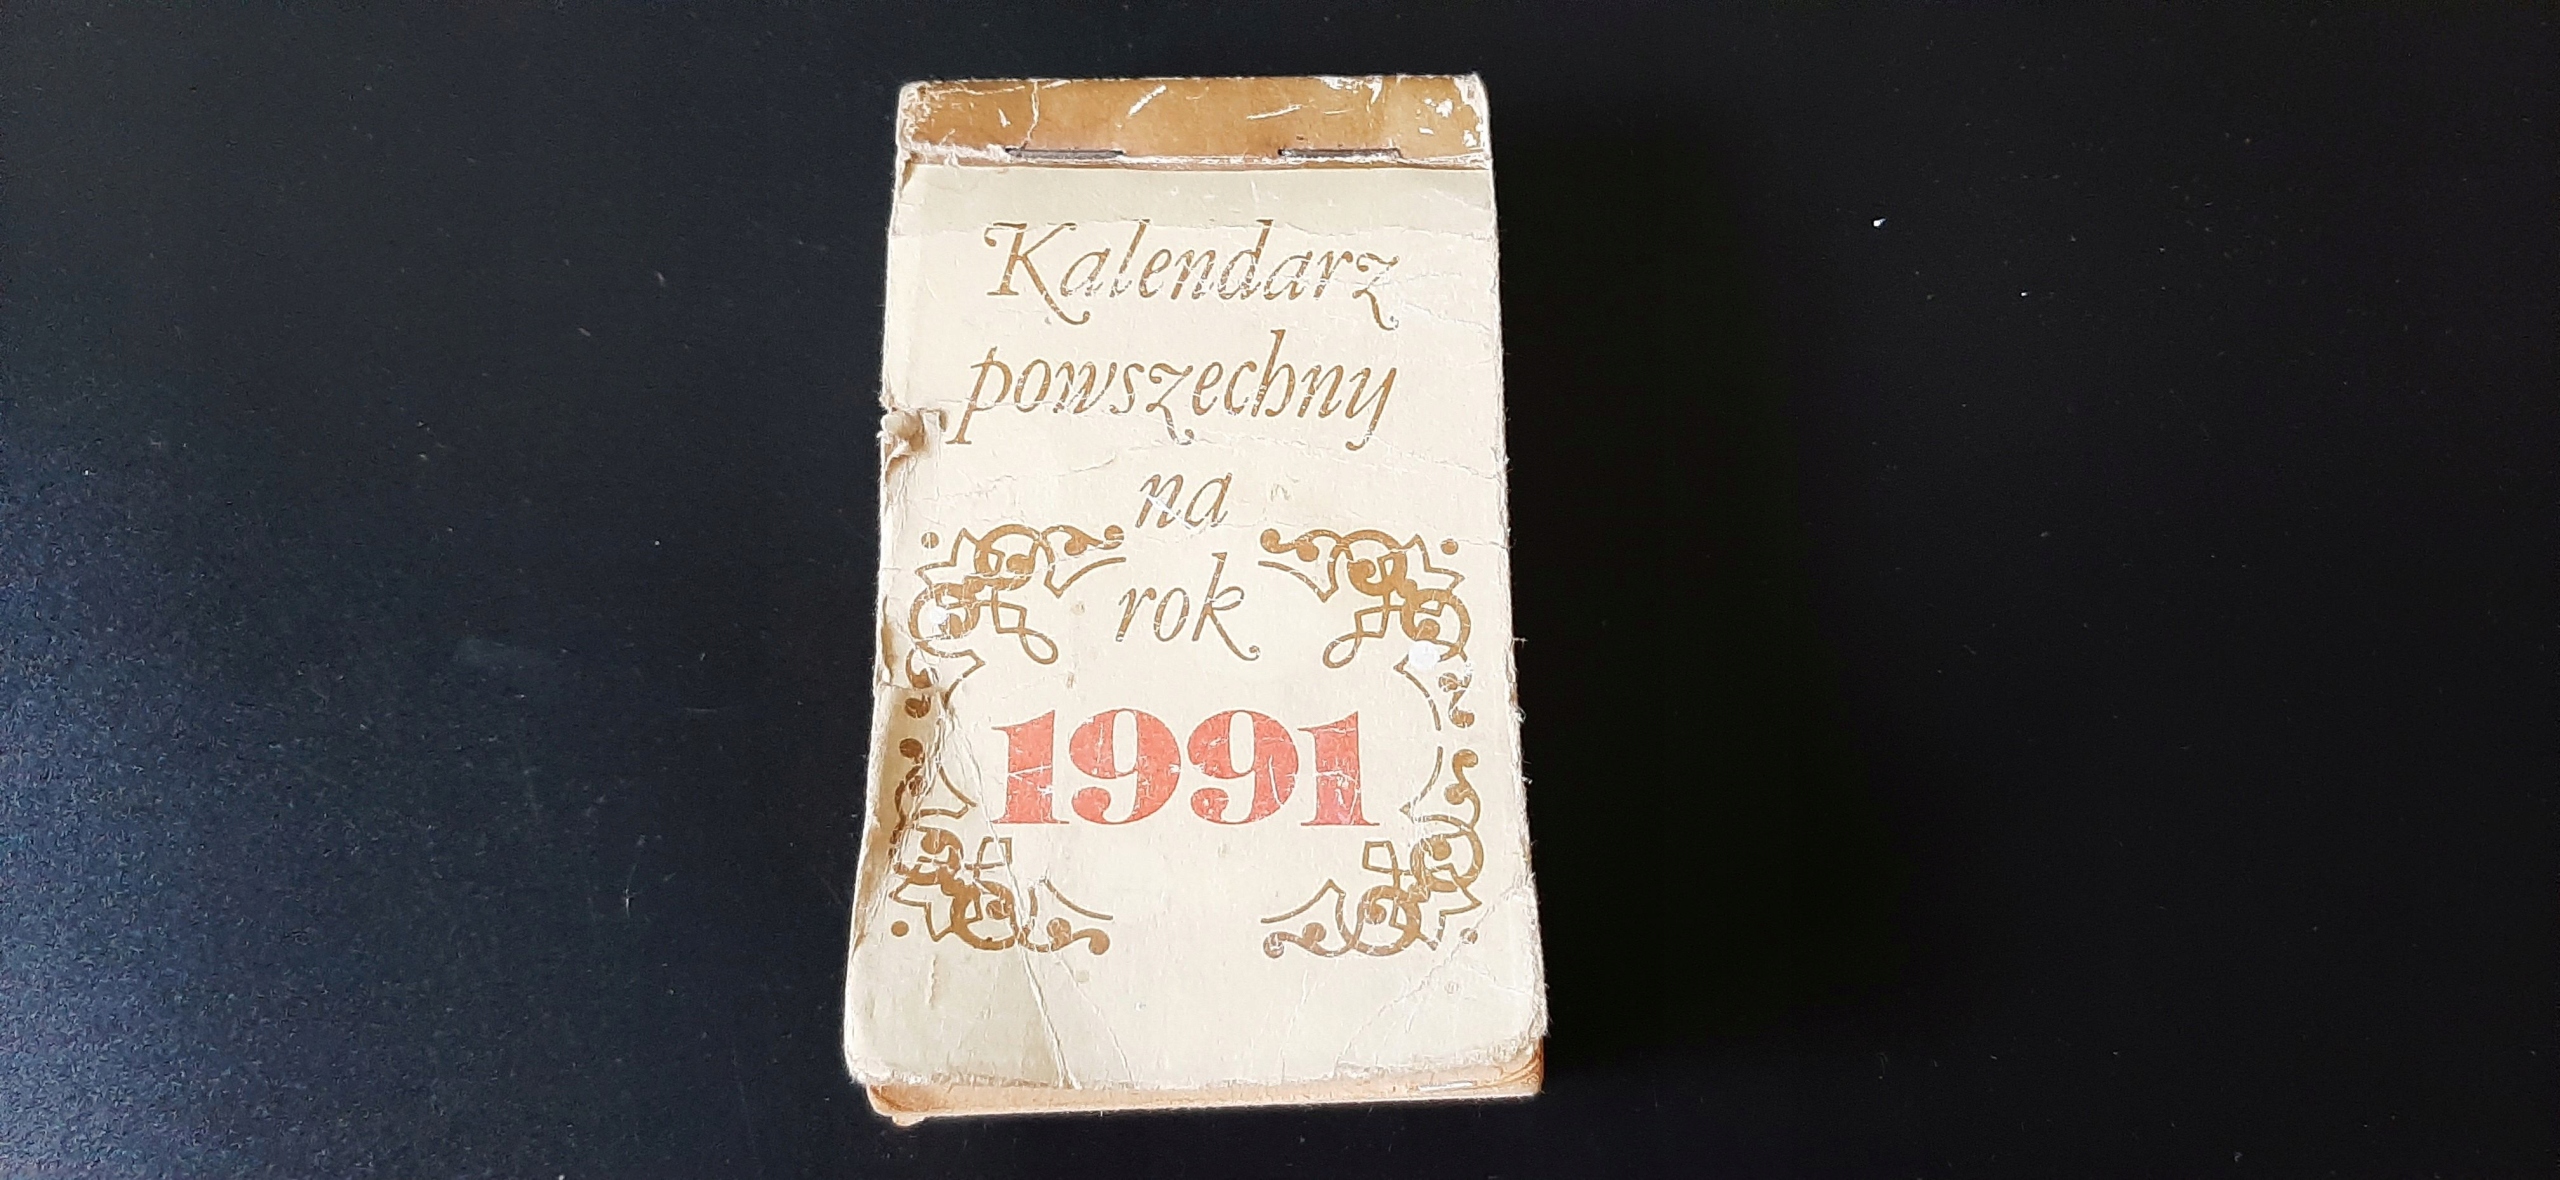 Kalendarz
powszechny
na
rok
1991